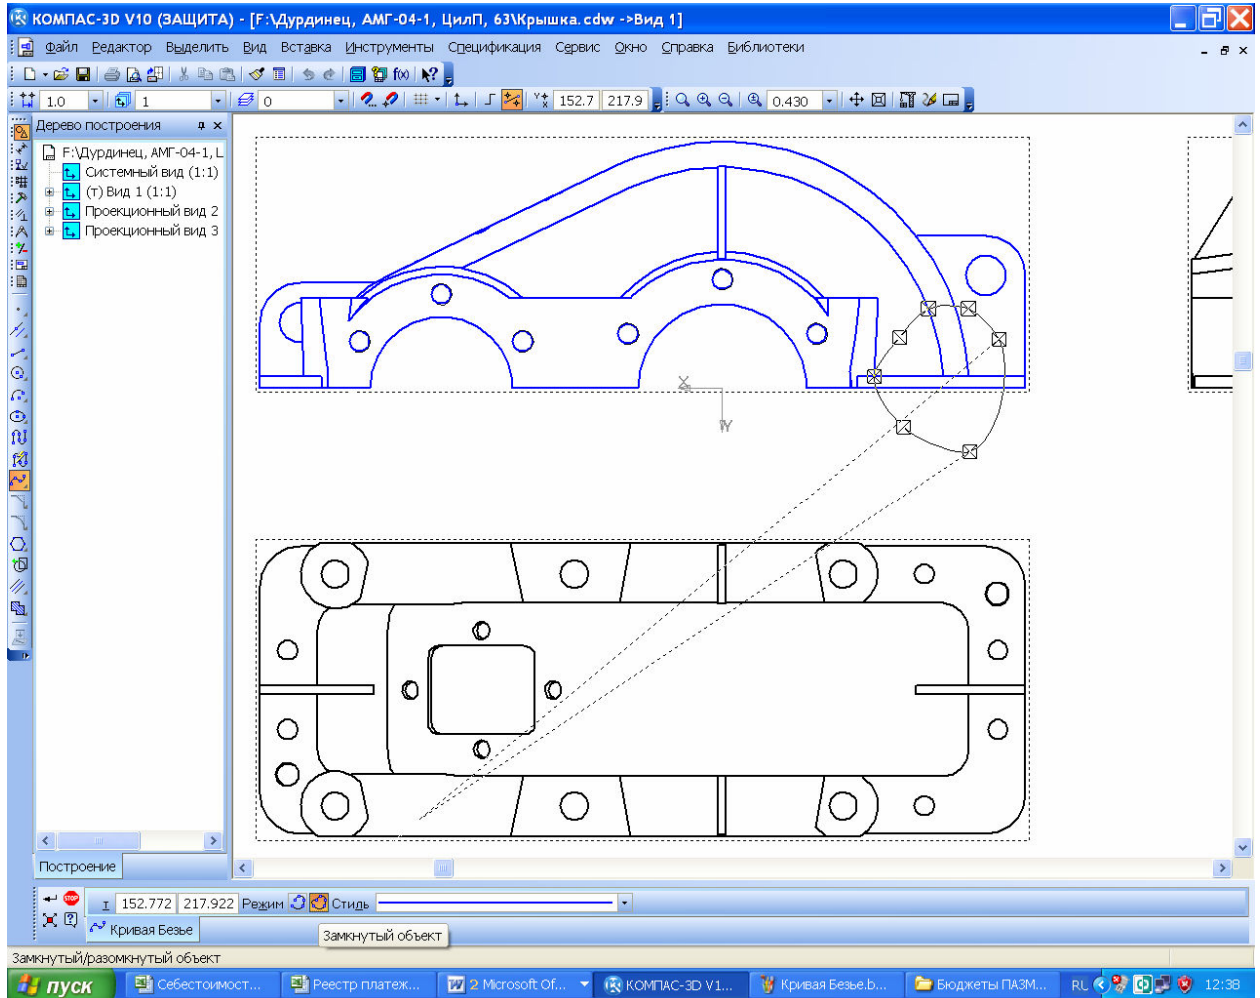 КОМПАС-3D V10 (ЗАЩИТА) - [F:\Дурдинец, АМГ-04-1, ЦилП, 63\Крышка.cdw ->Вид 1]
Файл Редактор Выделить Вид Вставка Инструменты Спецификация Сервис Окно Справка Библиотеки
f(x)
1.0 1 0 152.7 217.9 0.430
Дерево построения
F:\Дурдинец, АМГ-04-1, L
Системный вид (1:1)
(т) Вид 1 (1:1)
Проекционный вид 2
Проекционный вид 3
X
Y
Построение
STOP 152.772 217.922 Режим Стиль
Кривая Безье
Замкнутый объект
Замкнутый/разомкнутый объект
пуск Себестоимост... Реестр платеж... 2 Microsoft Of... КОМПАС-3D V1... Кривая Безье.b... Бюджеты ПАЗМ... RU 12:38